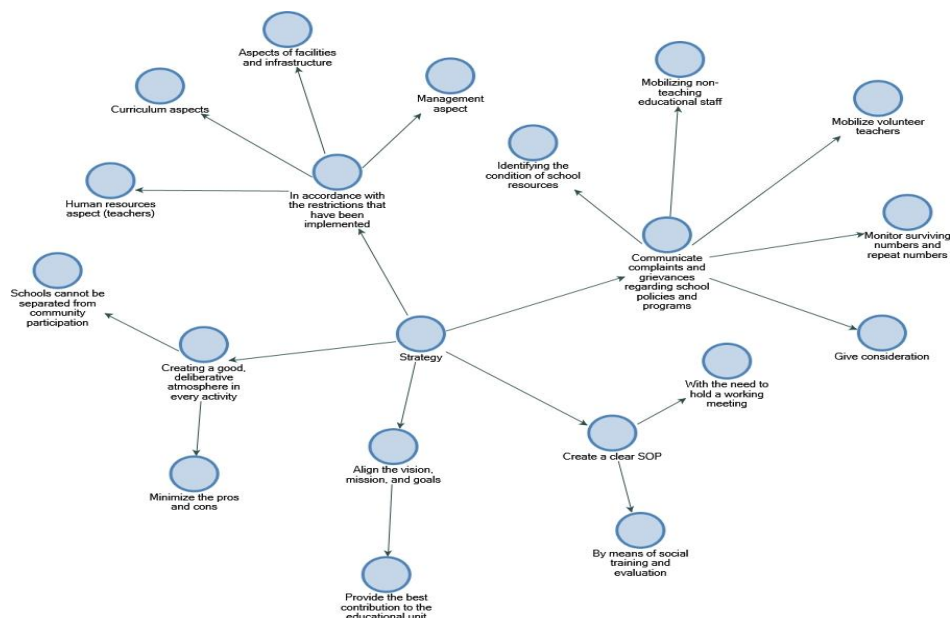 Aspects of facilities
and infrastructure
Management
aspect
Curriculum aspects
Human resources
aspect (teachers)
In accordance with
the restrictions that
have been
implemented
Mobilizing non-
teaching
educational staff
Mobilize volunteer
teachers
Identifying the
condition of school
resources
Monitor surviving
numbers and
repeat numbers
Communicate
complaints and
grievances
regarding school
policies and
programs
Give consideration
Schools cannot be
separated from
community
participation
Strategy
Creating a good,
deliberative
atmosphere in
every activity
Minimize the pros
and cons
Align the vision,
mission, and goals
Provide the best
contribution to the
educational unit
With the need to
hold a working
meeting
Create a clear SOP
By means of social
training and
evaluation